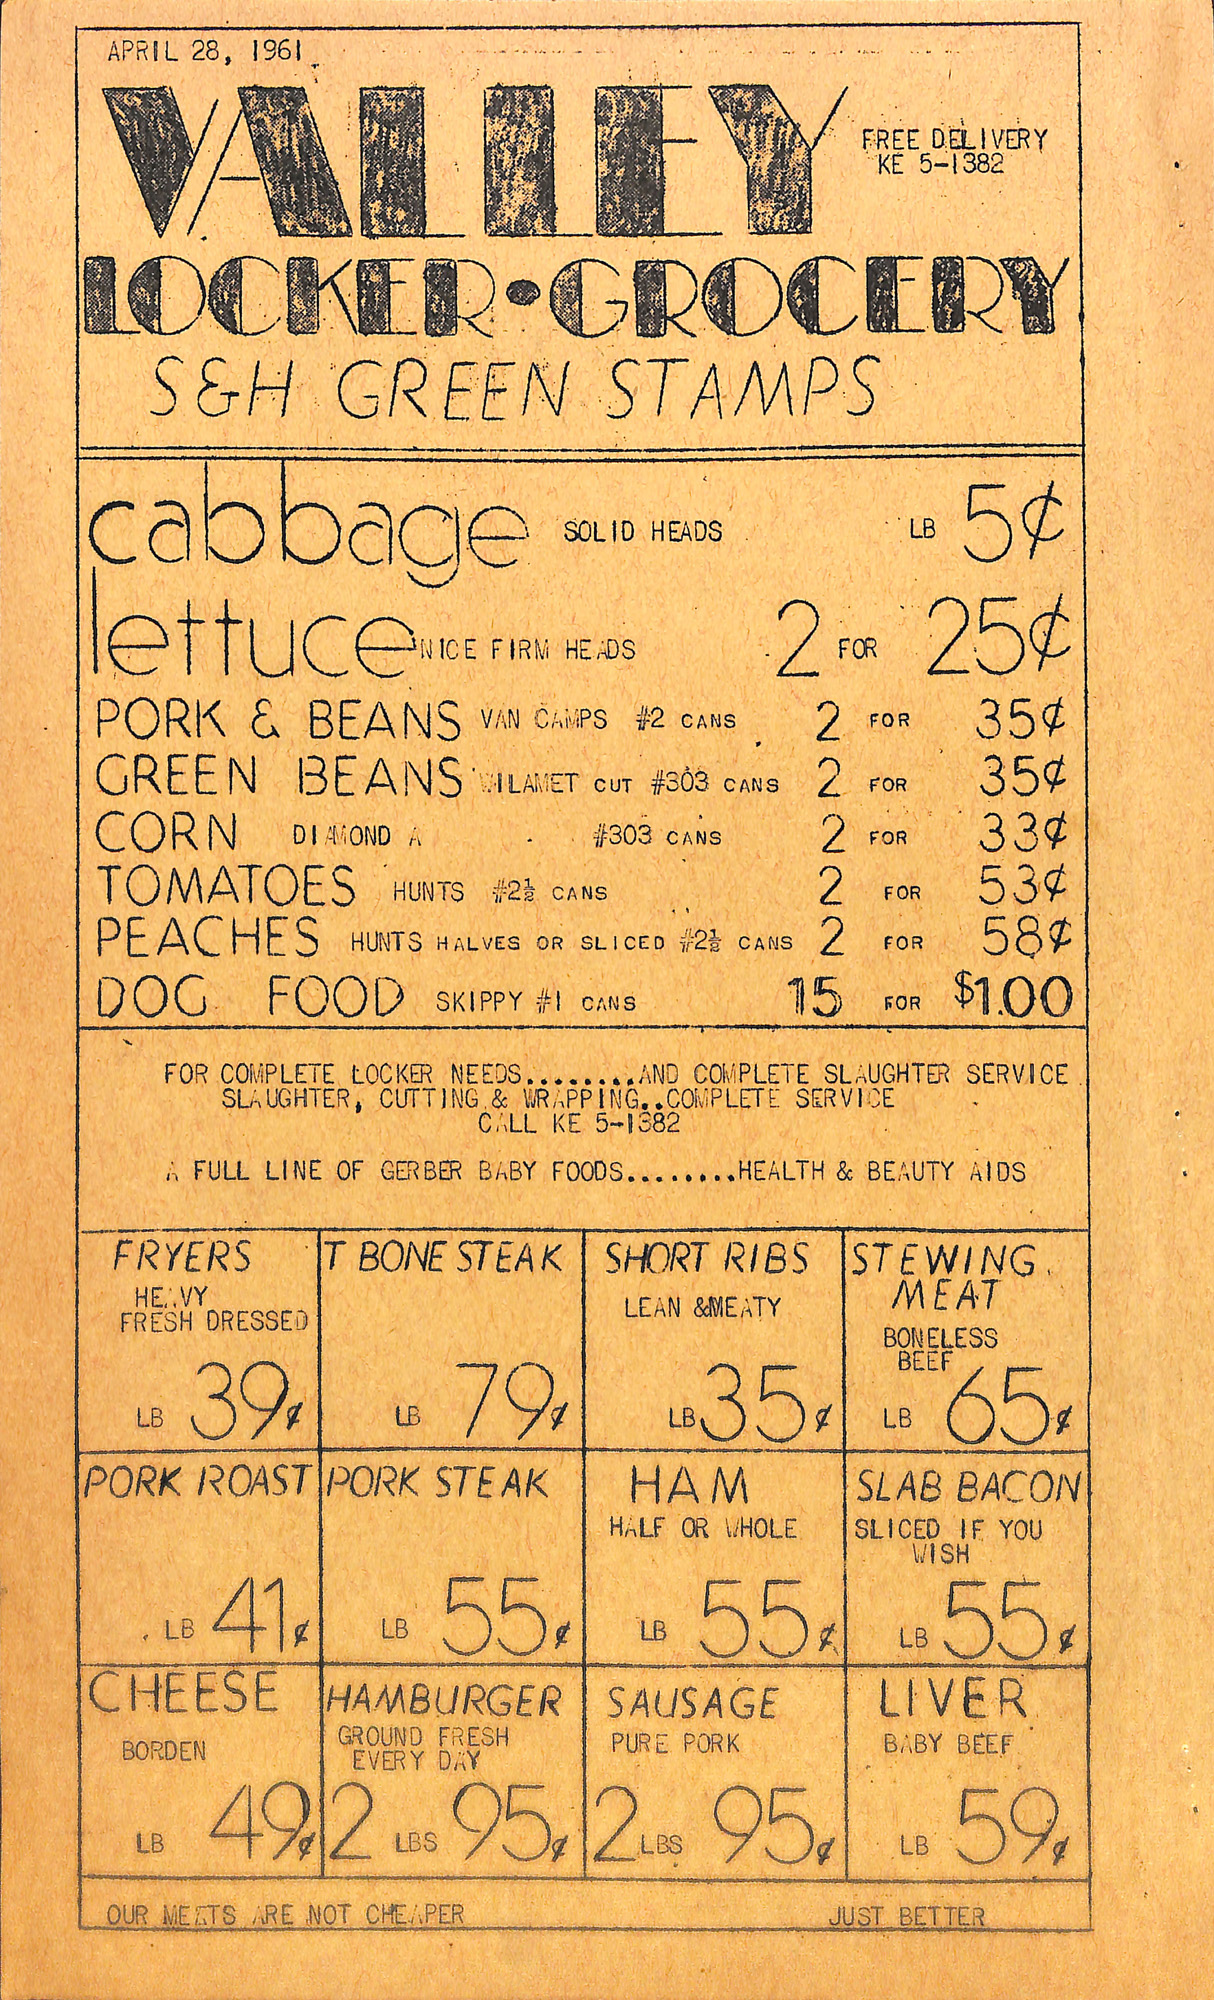 APRIL 28, 1961
VALLEY
FREE DELIVERY
KE 5-1382
LOCKER•GROCERY
S&H GREEN STAMPS
cabbage SOLID HEADS LB 5¢
lettuce NICE FIRM HEADS 2 FOR 25¢
PORK & BEANS VAN CAMPS #2 CANS 2 FOR 35¢
GREEN BEANS WILAMET CUT #303 CANS 2 FOR 35¢
CORN DIAMOND A #303 CANS 2 FOR 33¢
TOMATOES HUNTS #2½ CANS 2 FOR 53¢
PEACHES HUNTS HALVES OR SLICED #2½ CANS 2 FOR 58¢
DOG FOOD SKIPPY #1 CANS 15 FOR $1.00
FOR COMPLETE LOCKER NEEDS........AND COMPLETE SLAUGHTER SERVICE
SLAUGHTER, CUTTING & WRAPPING..COMPLETE SERVICE
CALL KE 5-1382
A FULL LINE OF GERBER BABY FOODS........HEALTH & BEAUTY AIDS
FRYERS
HEAVY
FRESH DRESSED
LB 39¢
T BONE STEAK
LB 79¢
SHORT RIBS
LEAN &MEATY
LB 35¢
STEWING
MEAT
BONELESS
BEEF
LB 65¢
PORK ROAST
LB 41¢
PORK STEAK
LB 55¢
HAM
HALF OR WHOLE
LB 55¢
SLAB BACON
SLICED IF YOU
WISH
LB 55¢
CHEESE
BORDEN
LB 49¢
HAMBURGER
GROUND FRESH
EVERY DAY
2 LBS 95¢
SAUSAGE
PURE PORK
2 LBS 95¢
LIVER
BABY BEEF
LB 59¢
OUR MEETS ARE NOT CHEAPER JUST BETTER